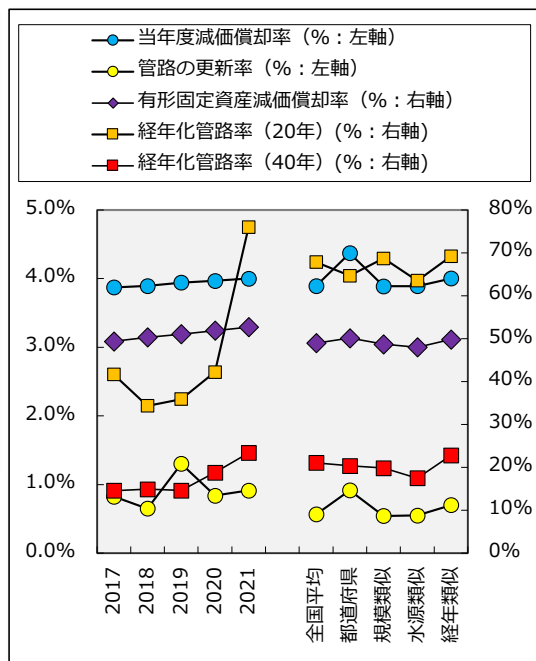 当年度減価償却率（%：左軸）
管路の更新率（%：左軸）
有形固定資産減価償却率（%：右軸）
経年化管路率（20年）(%：右軸)
経年化管路率（40年）(%：右軸)
5.0%
4.0%
3.0%
2.0%
1.0%
0.0%
80%
70%
60%
50%
40%
30%
20%
10%
0%
2017
2018
2019
2020
2021
全国平均
都道府県
規模類似
水源類似
経年類似